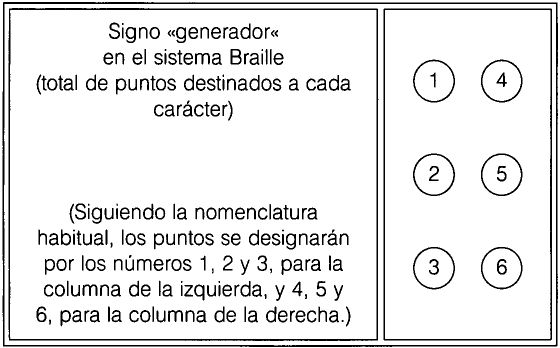 Signo «generador«
en el sistema Braille
(total de puntos destinados a cada
carácter)
(Siguiendo la nomenclatura
habitual, los puntos se designarán
por los números 1, 2 y 3, para la
columna de la izquierda, y 4, 5 y
6, para la columna de la derecha.)
1 4
2 5
3 6